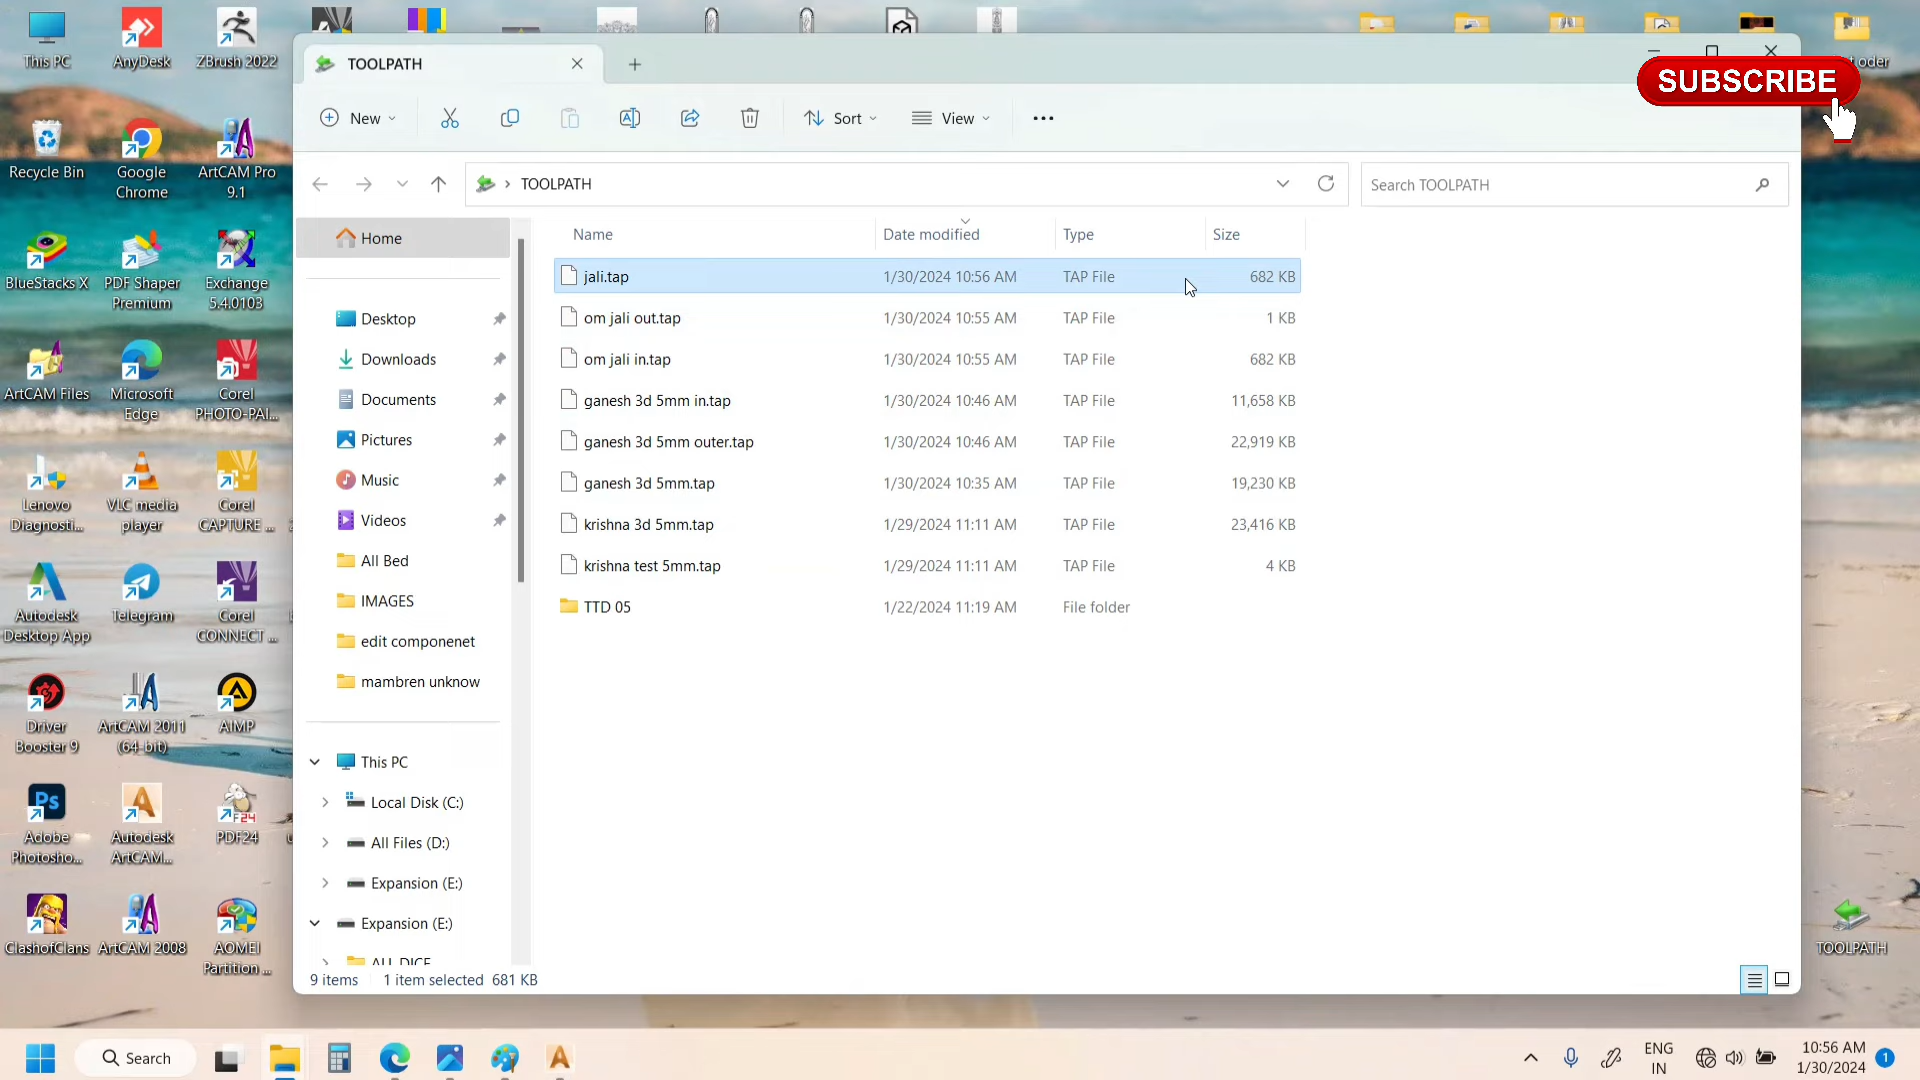 This PC
AnyDesk
ZBrush 2022
Recycle Bin
Google
Chrome
ArtCAM Pro
9.1
BlueStacks X
PDF Shaper
Premium
Exchange
5.4.0103
ArtCAM Files
Microsoft
Edge
Corel
PHOTO-PAI...
Lenovo
Diagnosti...
VLC media
player
Corel
CAPTURE ...
Autodesk
Desktop App
Telegram
Corel
CONNECT ...
Driver
Booster 9
ArtCAM 2011
(64-bit)
AIMP
Adobe
Photosho...
Autodesk
ArtCAM...
PDF24
ClashofClans
ArtCAM 2008
AOMEI
Partition ...
TOOLPATH
SUBSCRIBE
New
Sort
View
TOOLPATH
Search TOOLPATH
Home
Desktop
Downloads
Documents
Pictures
Music
Videos
All Bed
IMAGES
edit componenet
mambren unknow
This PC
Local Disk (C:)
All Files (D:)
Expansion (E:)
Expansion (E:)
ALL DICE
Name Date modified Type Size
jali.tap 1/30/2024 10:56 AM TAP File 682 KB
om jali out.tap 1/30/2024 10:55 AM TAP File 1 KB
om jali in.tap 1/30/2024 10:55 AM TAP File 682 KB
ganesh 3d 5mm in.tap 1/30/2024 10:46 AM TAP File 11,658 KB
ganesh 3d 5mm outer.tap 1/30/2024 10:46 AM TAP File 22,919 KB
ganesh 3d 5mm.tap 1/30/2024 10:35 AM TAP File 19,230 KB
krishna 3d 5mm.tap 1/29/2024 11:11 AM TAP File 23,416 KB
krishna test 5mm.tap 1/29/2024 11:11 AM TAP File 4 KB
TTD 05 1/22/2024 11:19 AM File folder
9 items 1 item selected 681 KB
TOOLPATH
Search
ENG
IN
10:56 AM
1/30/2024
1